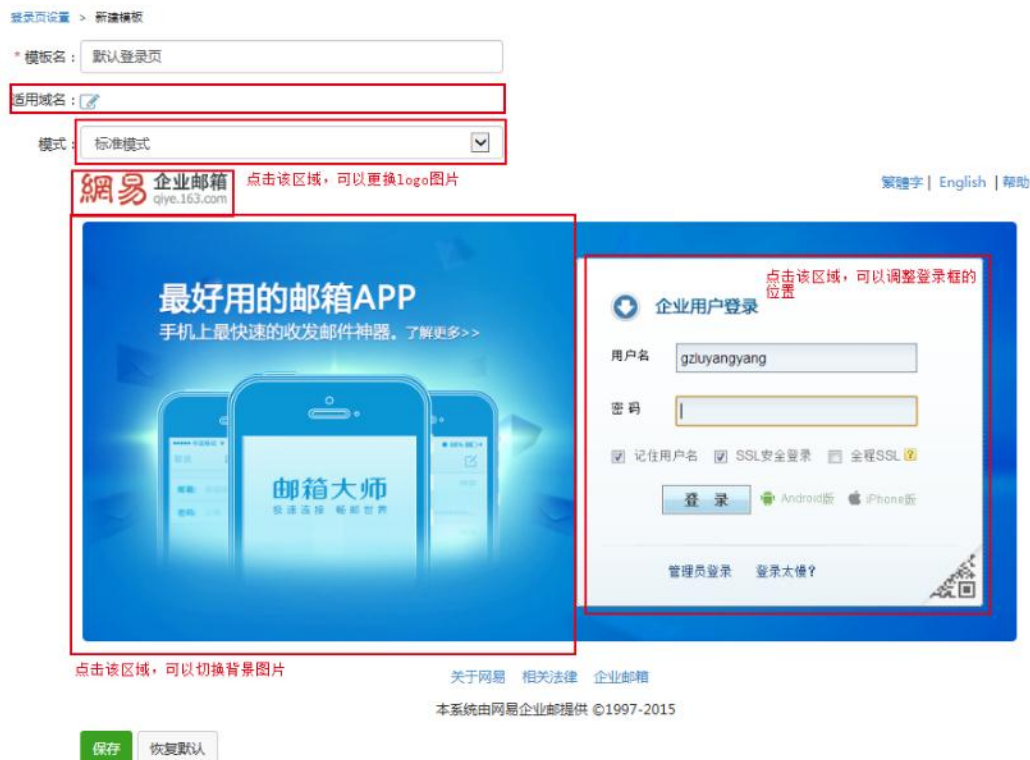 登录页设置 > 新建模板
* 模板名： 默认登录页
适用域名：
模式： 标准模式
網易 企业邮箱
qiye.163.com
点击该区域，可以更换logo图片
繁體字 | English | 帮助
最好用的邮箱APP
手机上最快速的收发邮件神器。了解更多>>
点击该区域，可以调整登录框的
位置
企业用户登录
用户名 gzluyangyang
密码
记住用户名 SSL安全登录 全程SSL
邮箱大师
极速连接 畅邮世界
登 录 Android版 iPhone版
管理员登录 登录太慢?
点击该区域，可以切换背景图片
关于网易 相关法律 企业邮箱
本系统由网易企业邮提供 ©1997-2015
保存 恢复默认